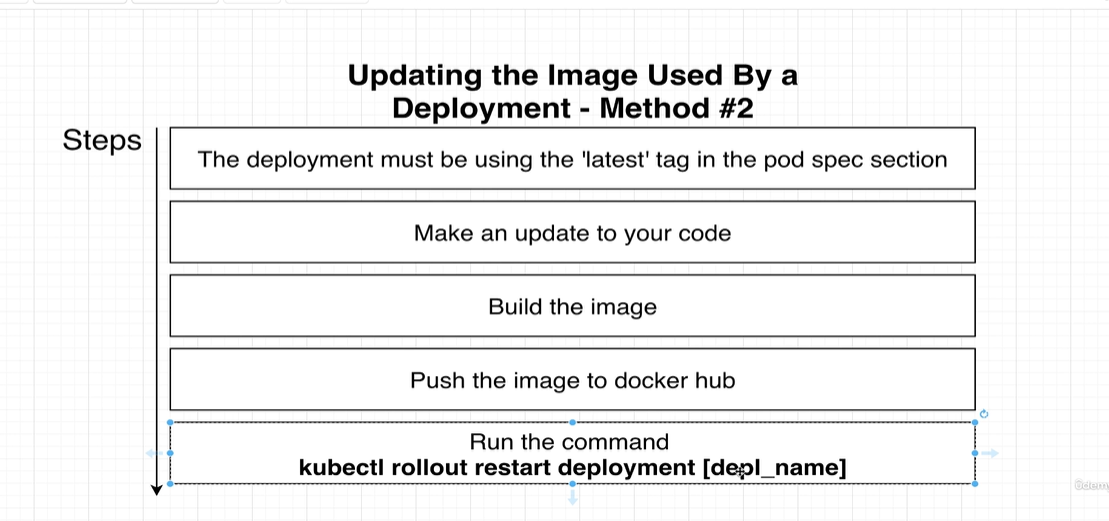 Updating the Image Used By a
Deployment - Method #2
Steps
The deployment must be using the 'latest' tag in the pod spec section
Make an update to your code
Build the image
Push the image to docker hub
Run the command
kubectl rollout restart deployment [depl_name]